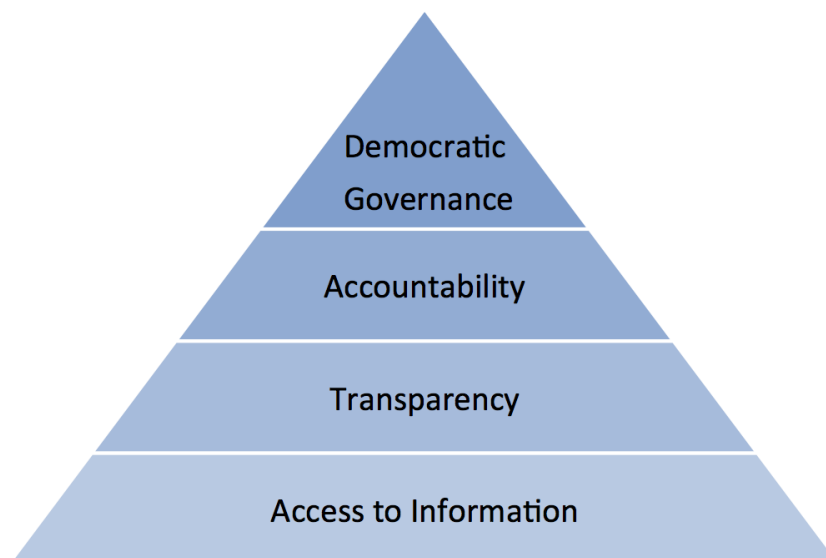 Democratic
Governance
Accountability
Transparency
Access to Information